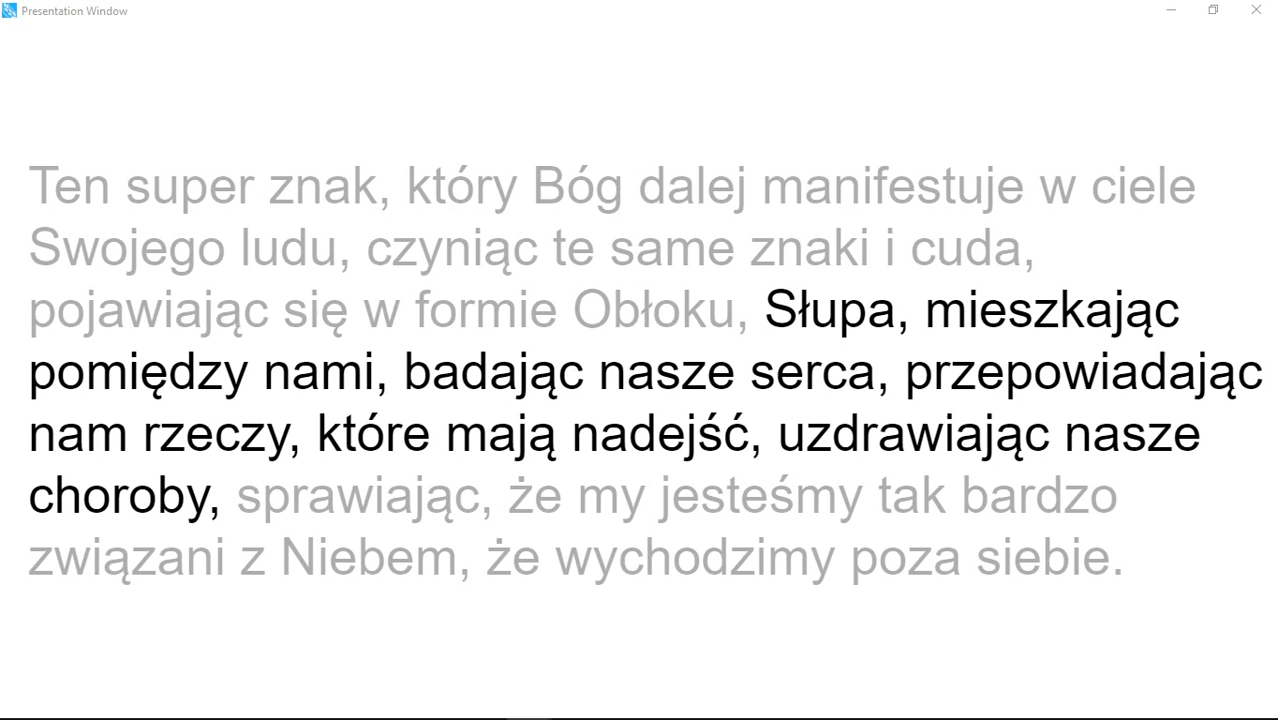 Presentation Window
Ten super znak, który Bóg dalej manifestuje w ciele
Swojego ludu, czyniąc te same znaki i cuda,
pojawiając się w formie Obłoku, Słupa, mieszkając
pomiędzy nami, badając nasze serca, przepowiadając
nam rzeczy, które mają nadejść, uzdrawiając nasze
choroby, sprawiając, że my jesteśmy tak bardzo
związani z Niebem, że wychodzimy poza siebie.